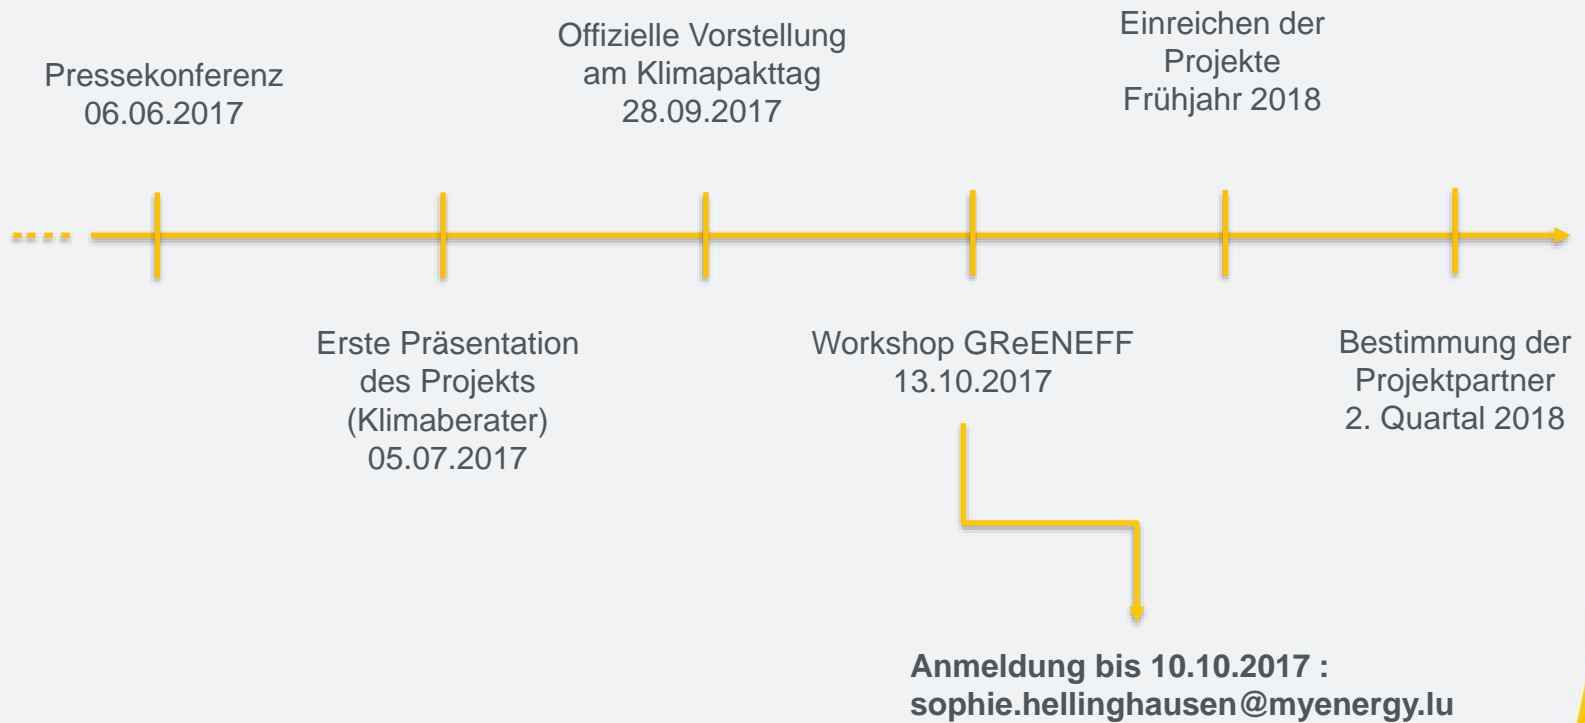 Pressekonferenz
06.06.2017
Erste Präsentation
des Projekts
(Klimaberater)
05.07.2017
Offizielle Vorstellung
am Klimapakttag
28.09.2017
Workshop GReENEFF
13.10.2017
Anmeldung bis 10.10.2017 :
sophie.hellinghausen@myenergy.lu
Einreichen der
Projekte
Frühjahr 2018
Bestimmung der
Projektpartner
2. Quartal 2018